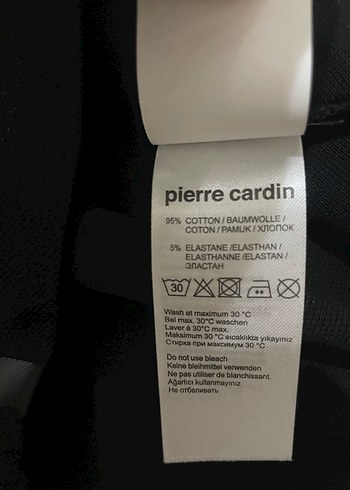 pierre cardin
95% COTTON / BAUMWOLLE /
COTON / PAMUK / ХЛОПОК
5% ELASTANE /ELASTHAN /
ELASTHANNE /ELASTAN /
ЭЛАСТАН
30
Wash at maximum 30 °C
Bei max. 30°C waschen
Laver à 30°C max.
Maksimum 30 °C sıcaklıkta yıkayınız
Стирка при максимум 30 °C
Do not use bleach
Keine bleihmittel verwenden
Ne pas utiliser de blanchissant.
Ağartıcı kullanmayınız
Не отбеливать